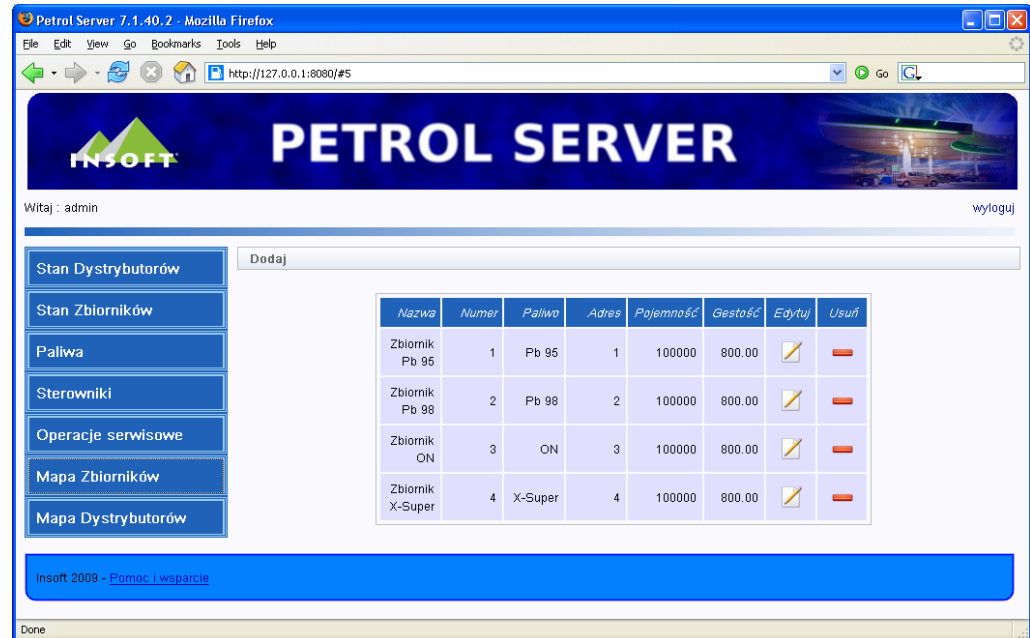 Petrol Server 7.1.40.2 - Mozilla Firefox
File Edit View Go Bookmarks Tools Help
http://127.0.0.1:8080/#5 Go G
INSOFT PETROL SERVER
Witaj : admin wyloguj
Stan Dystrybutorów
Stan Zbiorników
Paliwa
Sterowniki
Operacje serwisowe
Mapa Zbiorników
Mapa Dystrybutorów
Dodaj
Nazwa Numer Paliwo Adres Pojemność Gestość Edytuj Usuń
Zbiornik
Pb 95 1 Pb 95 1 100000 800.00
Zbiornik
Pb 98 2 Pb 98 2 100000 800.00
Zbiornik
ON 3 ON 3 100000 800.00
Zbiornik
X-Super 4 X-Super 4 100000 800.00
Insoft 2009 - Pomoc i wsparcie
Done